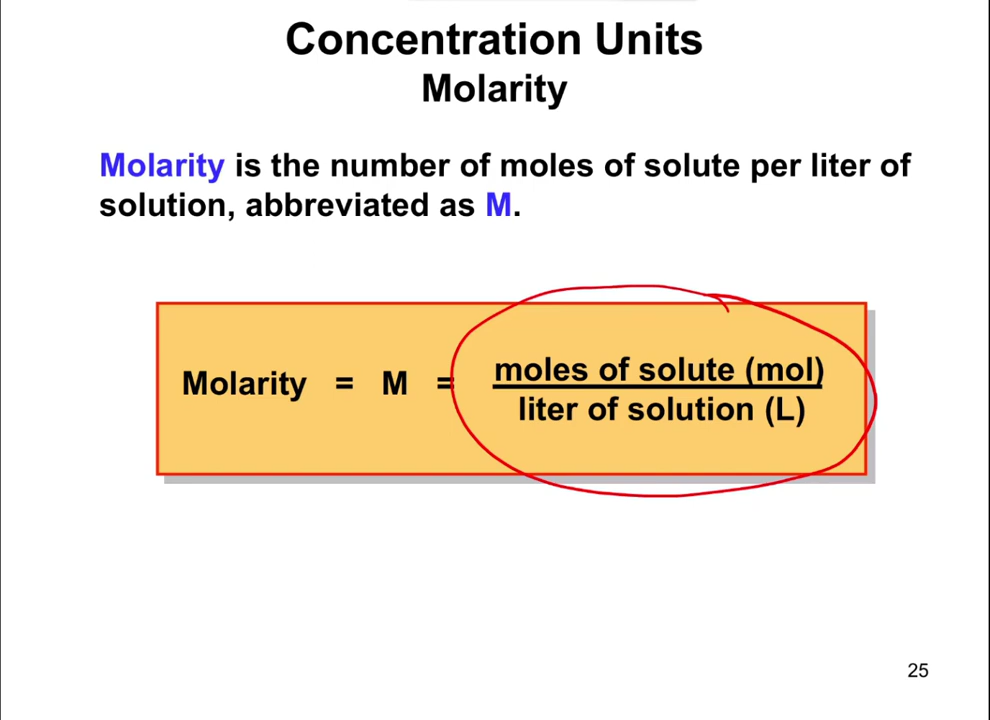 Concentration Units
Molarity
Molarity is the number of moles of solute per liter of
solution, abbreviated as M.
Molarity = M = moles of solute (mol)
liter of solution (L)
25